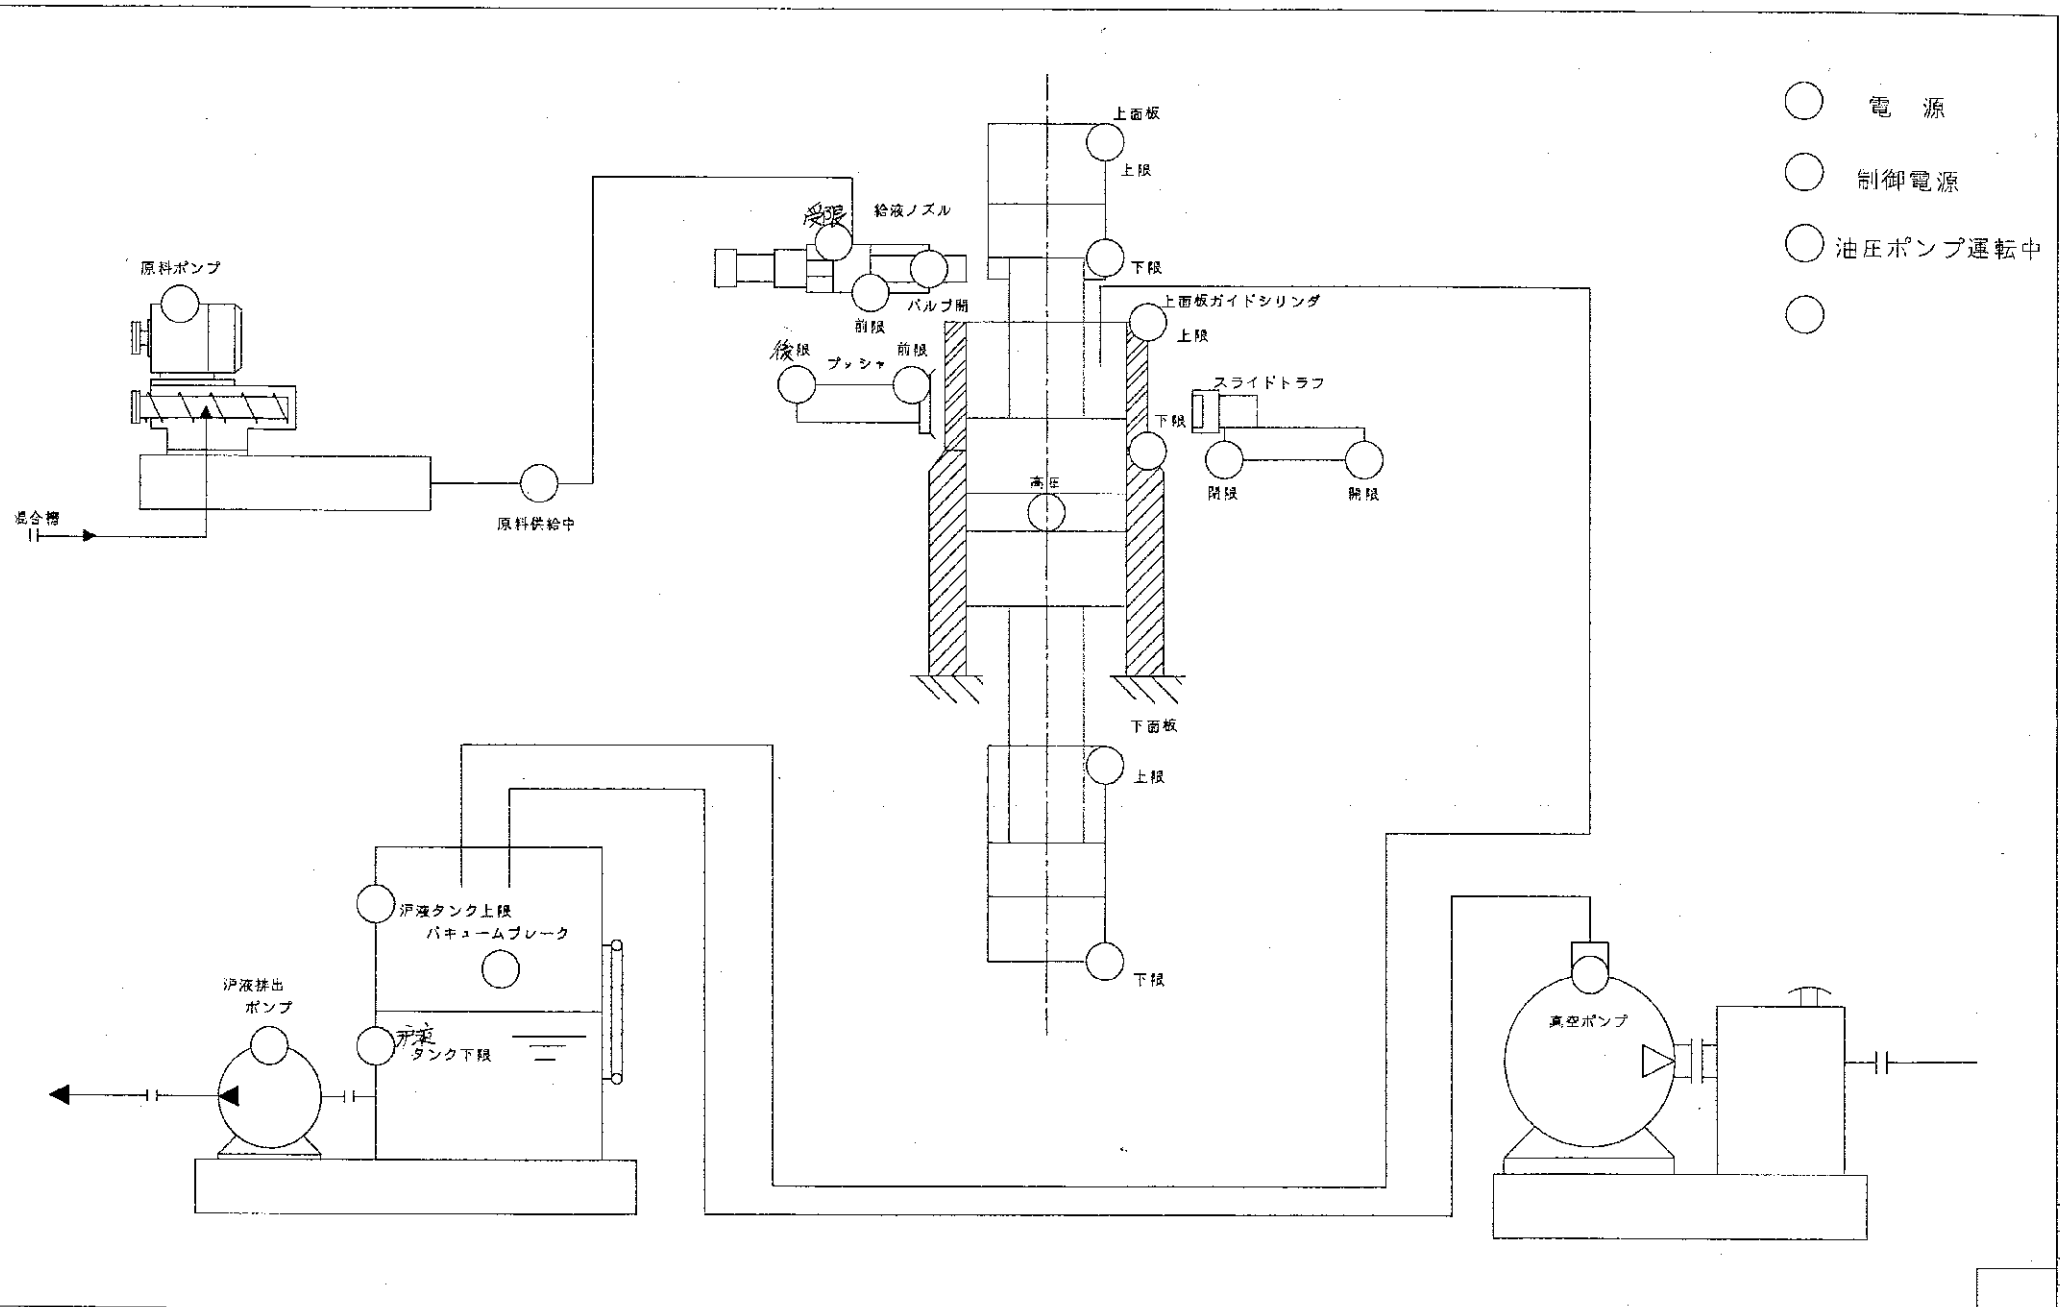 電 源
制御電源
油圧ポンプ運転中
上面板
上限
下限
受限
給液ノズル
バルブ開
前限
原料ポンプ
後限
前限
プッシャ
上面板ガイドシリンダ
上限
下限
スライドトラフ
閉限
開限
高圧
混合槽
原料供給中
下面板
上限
下限
沪液タンク上限
バキュームブレーク
沪液排出
ポンプ
沪液
タンク下限
真空ポンプ